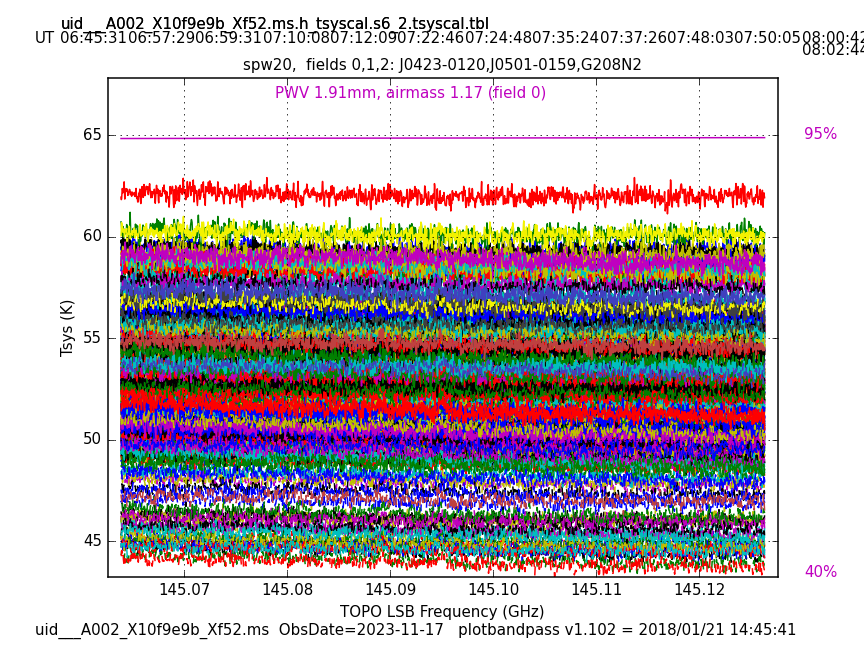 uid___A002_X10f9e9b_Xf52.ms.h_tsyscal.s6_2.tsyscal.tbl
UT 06:45:31 06:57:29 06:59:31 07:10:08 07:12:09 07:22:46 07:24:48 07:35:24 07:37:26 07:48:03 07:50:05 08:00:42
08:02:44
spw20, fields 0,1,2: J0423-0120,J0501-0159,G208N2
PWV 1.91mm, airmass 1.17 (field 0)
95%
65
60
55
50
45
Tsys (K)
40%
145.07 145.08 145.09 145.10 145.11 145.12
TOPO LSB Frequency (GHz)
uid___A002_X10f9e9b_Xf52.ms ObsDate=2023-11-17 plotbandpass v1.102 = 2018/01/21 14:45:41